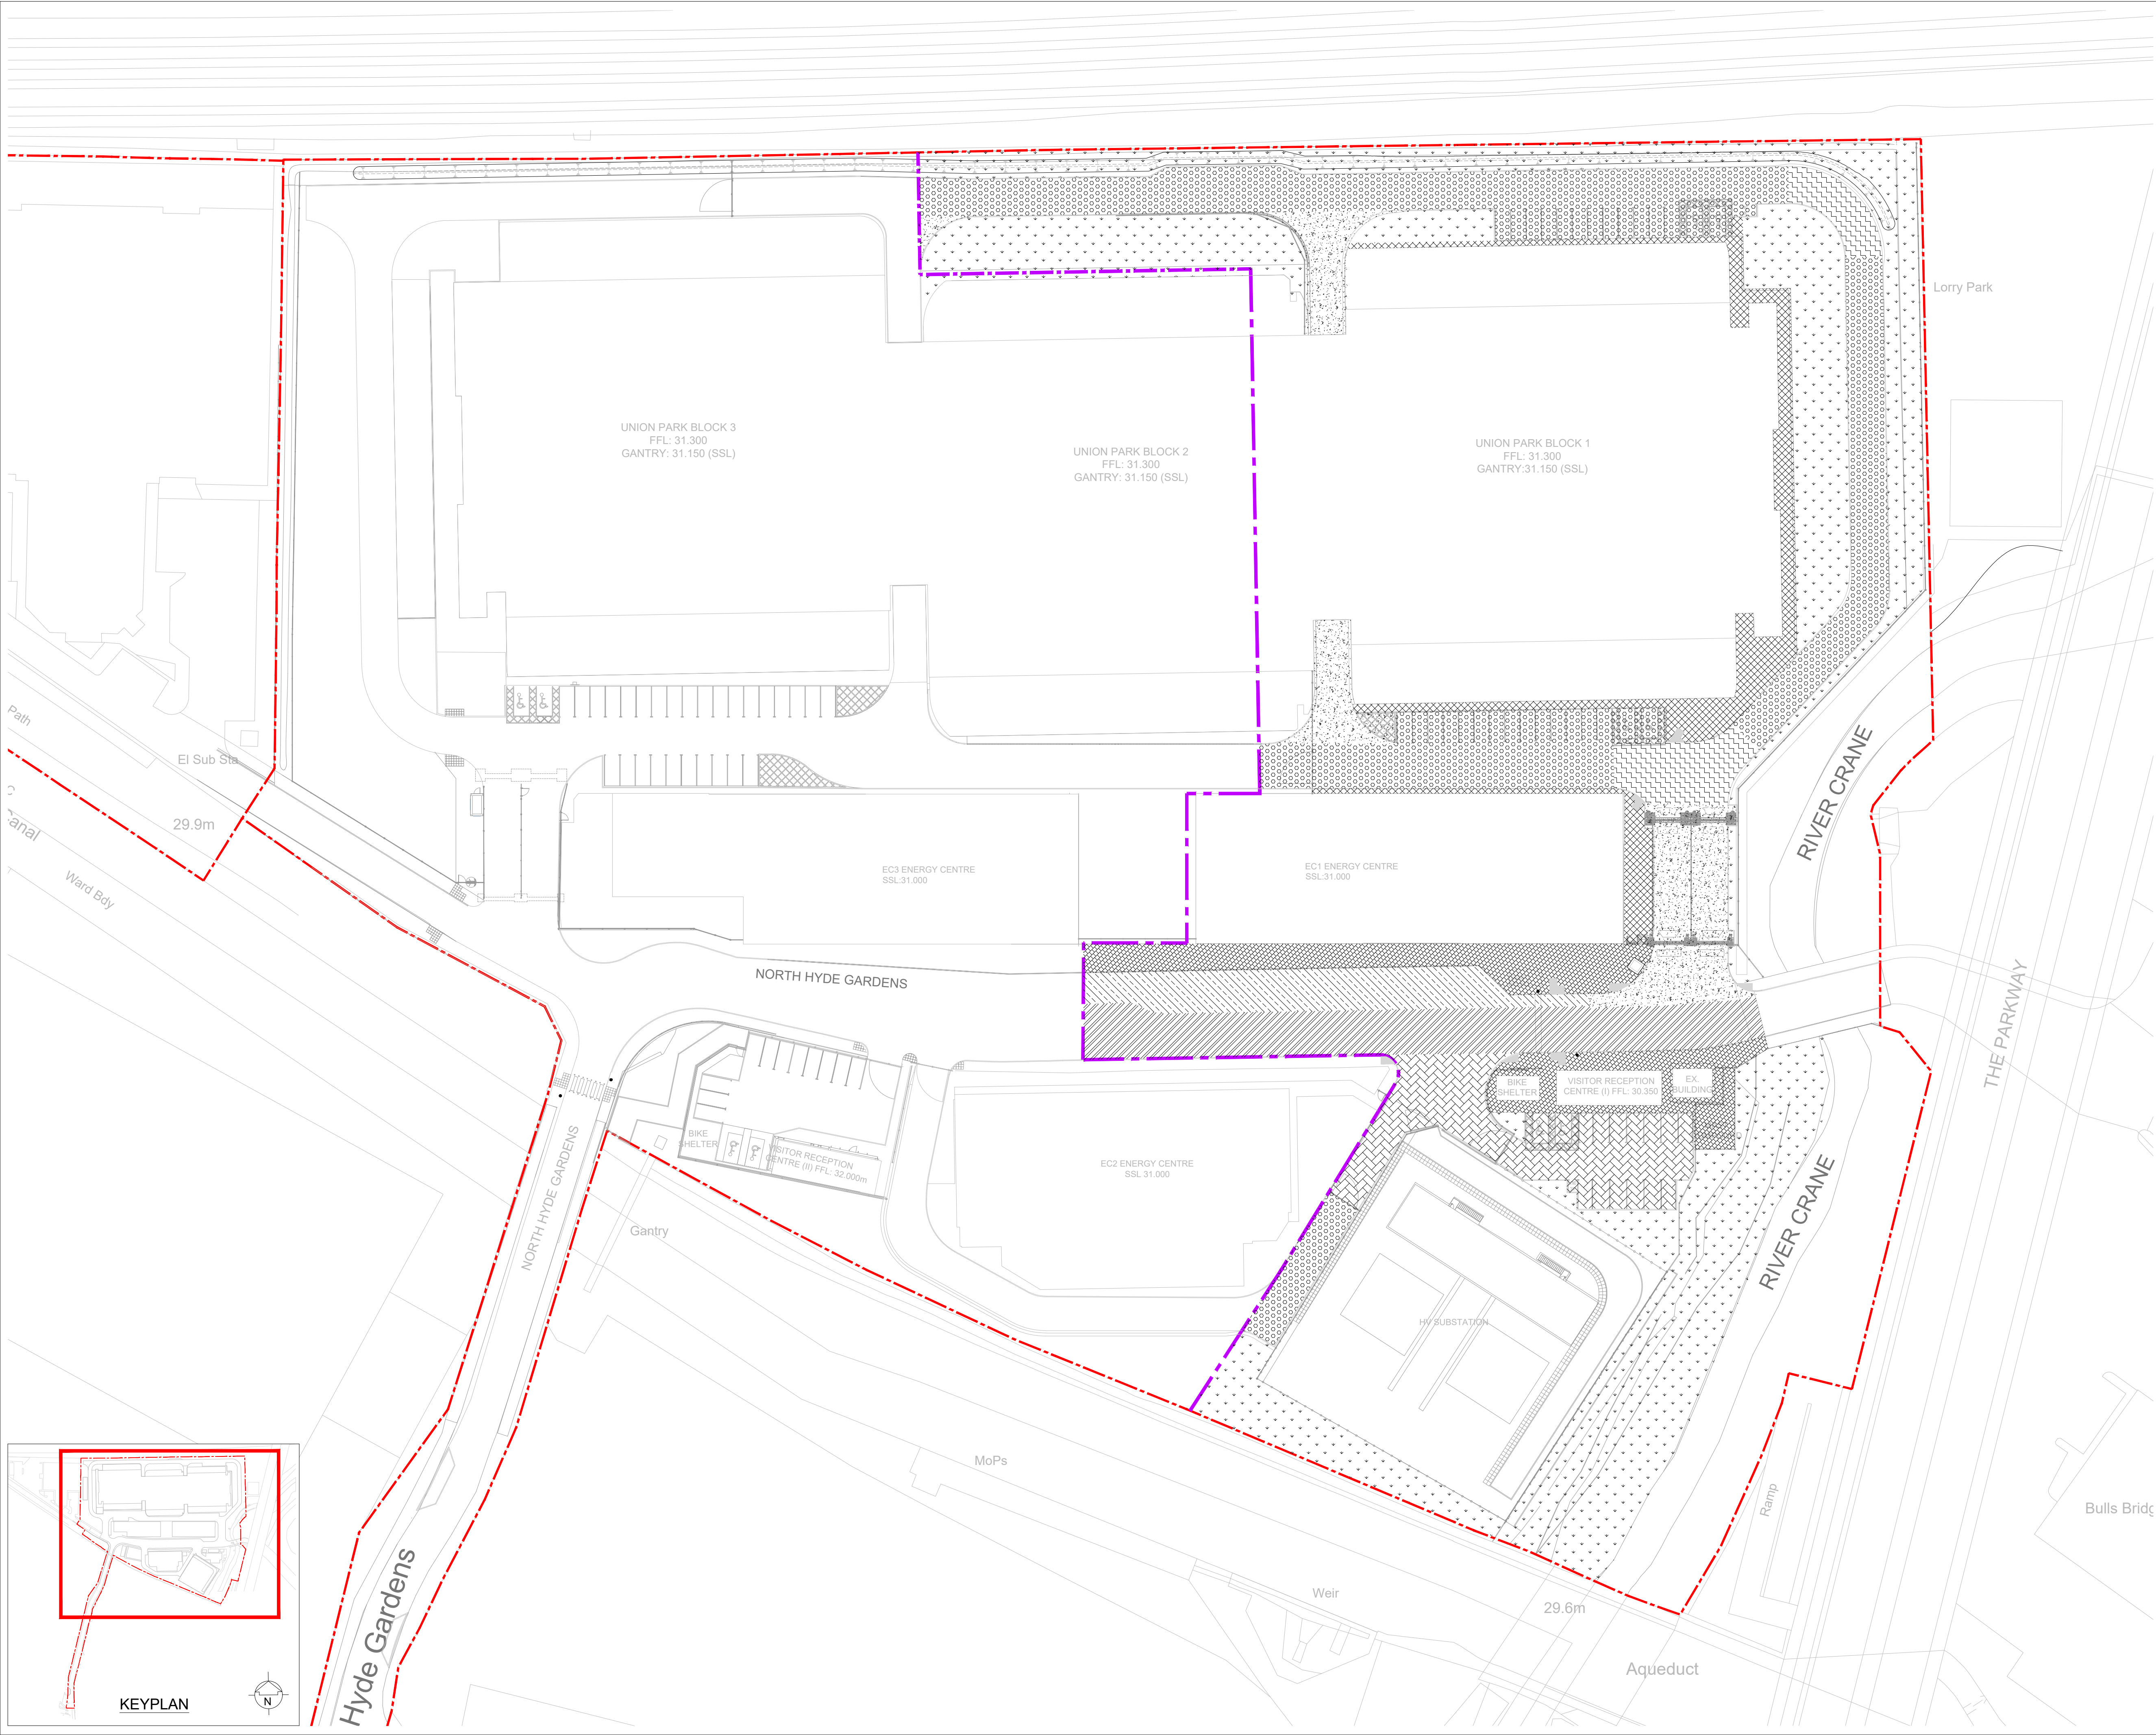 Lorry Park
UNION PARK BLOCK 3
FFL: 31.300
GANTRY: 31.150 (SSL)
UNION PARK BLOCK 2
FFL: 31.300
GANTRY: 31.150 (SSL)
UNION PARK BLOCK 1
FFL: 31.300
GANTRY:31.150 (SSL)
Path
El Sub Sta
29.9m
Ward Bdy
RIVER CRANE
EC3 ENERGY CENTRE
SSL:31.000
EC1 ENERGY CENTRE
SSL:31.000
NORTH HYDE GARDENS
THE PARKWAY
BIKE
SHELTER
VISITOR RECEPTION
CENTRE (I) FFL: 30.350
EX.
BUILDING
BIKE
SHELTER
VISITOR RECEPTION
CENTRE (II) FFL: 32.000m
NORTH HYDE GARDENS
EC2 ENERGY CENTRE
SSL 31.000
RIVER CRANE
Gantry
HV SUBSTATION
MoPs
Ramp
Weir
29.6m
Aqueduct
Hyde Gardens
KEYPLAN
N